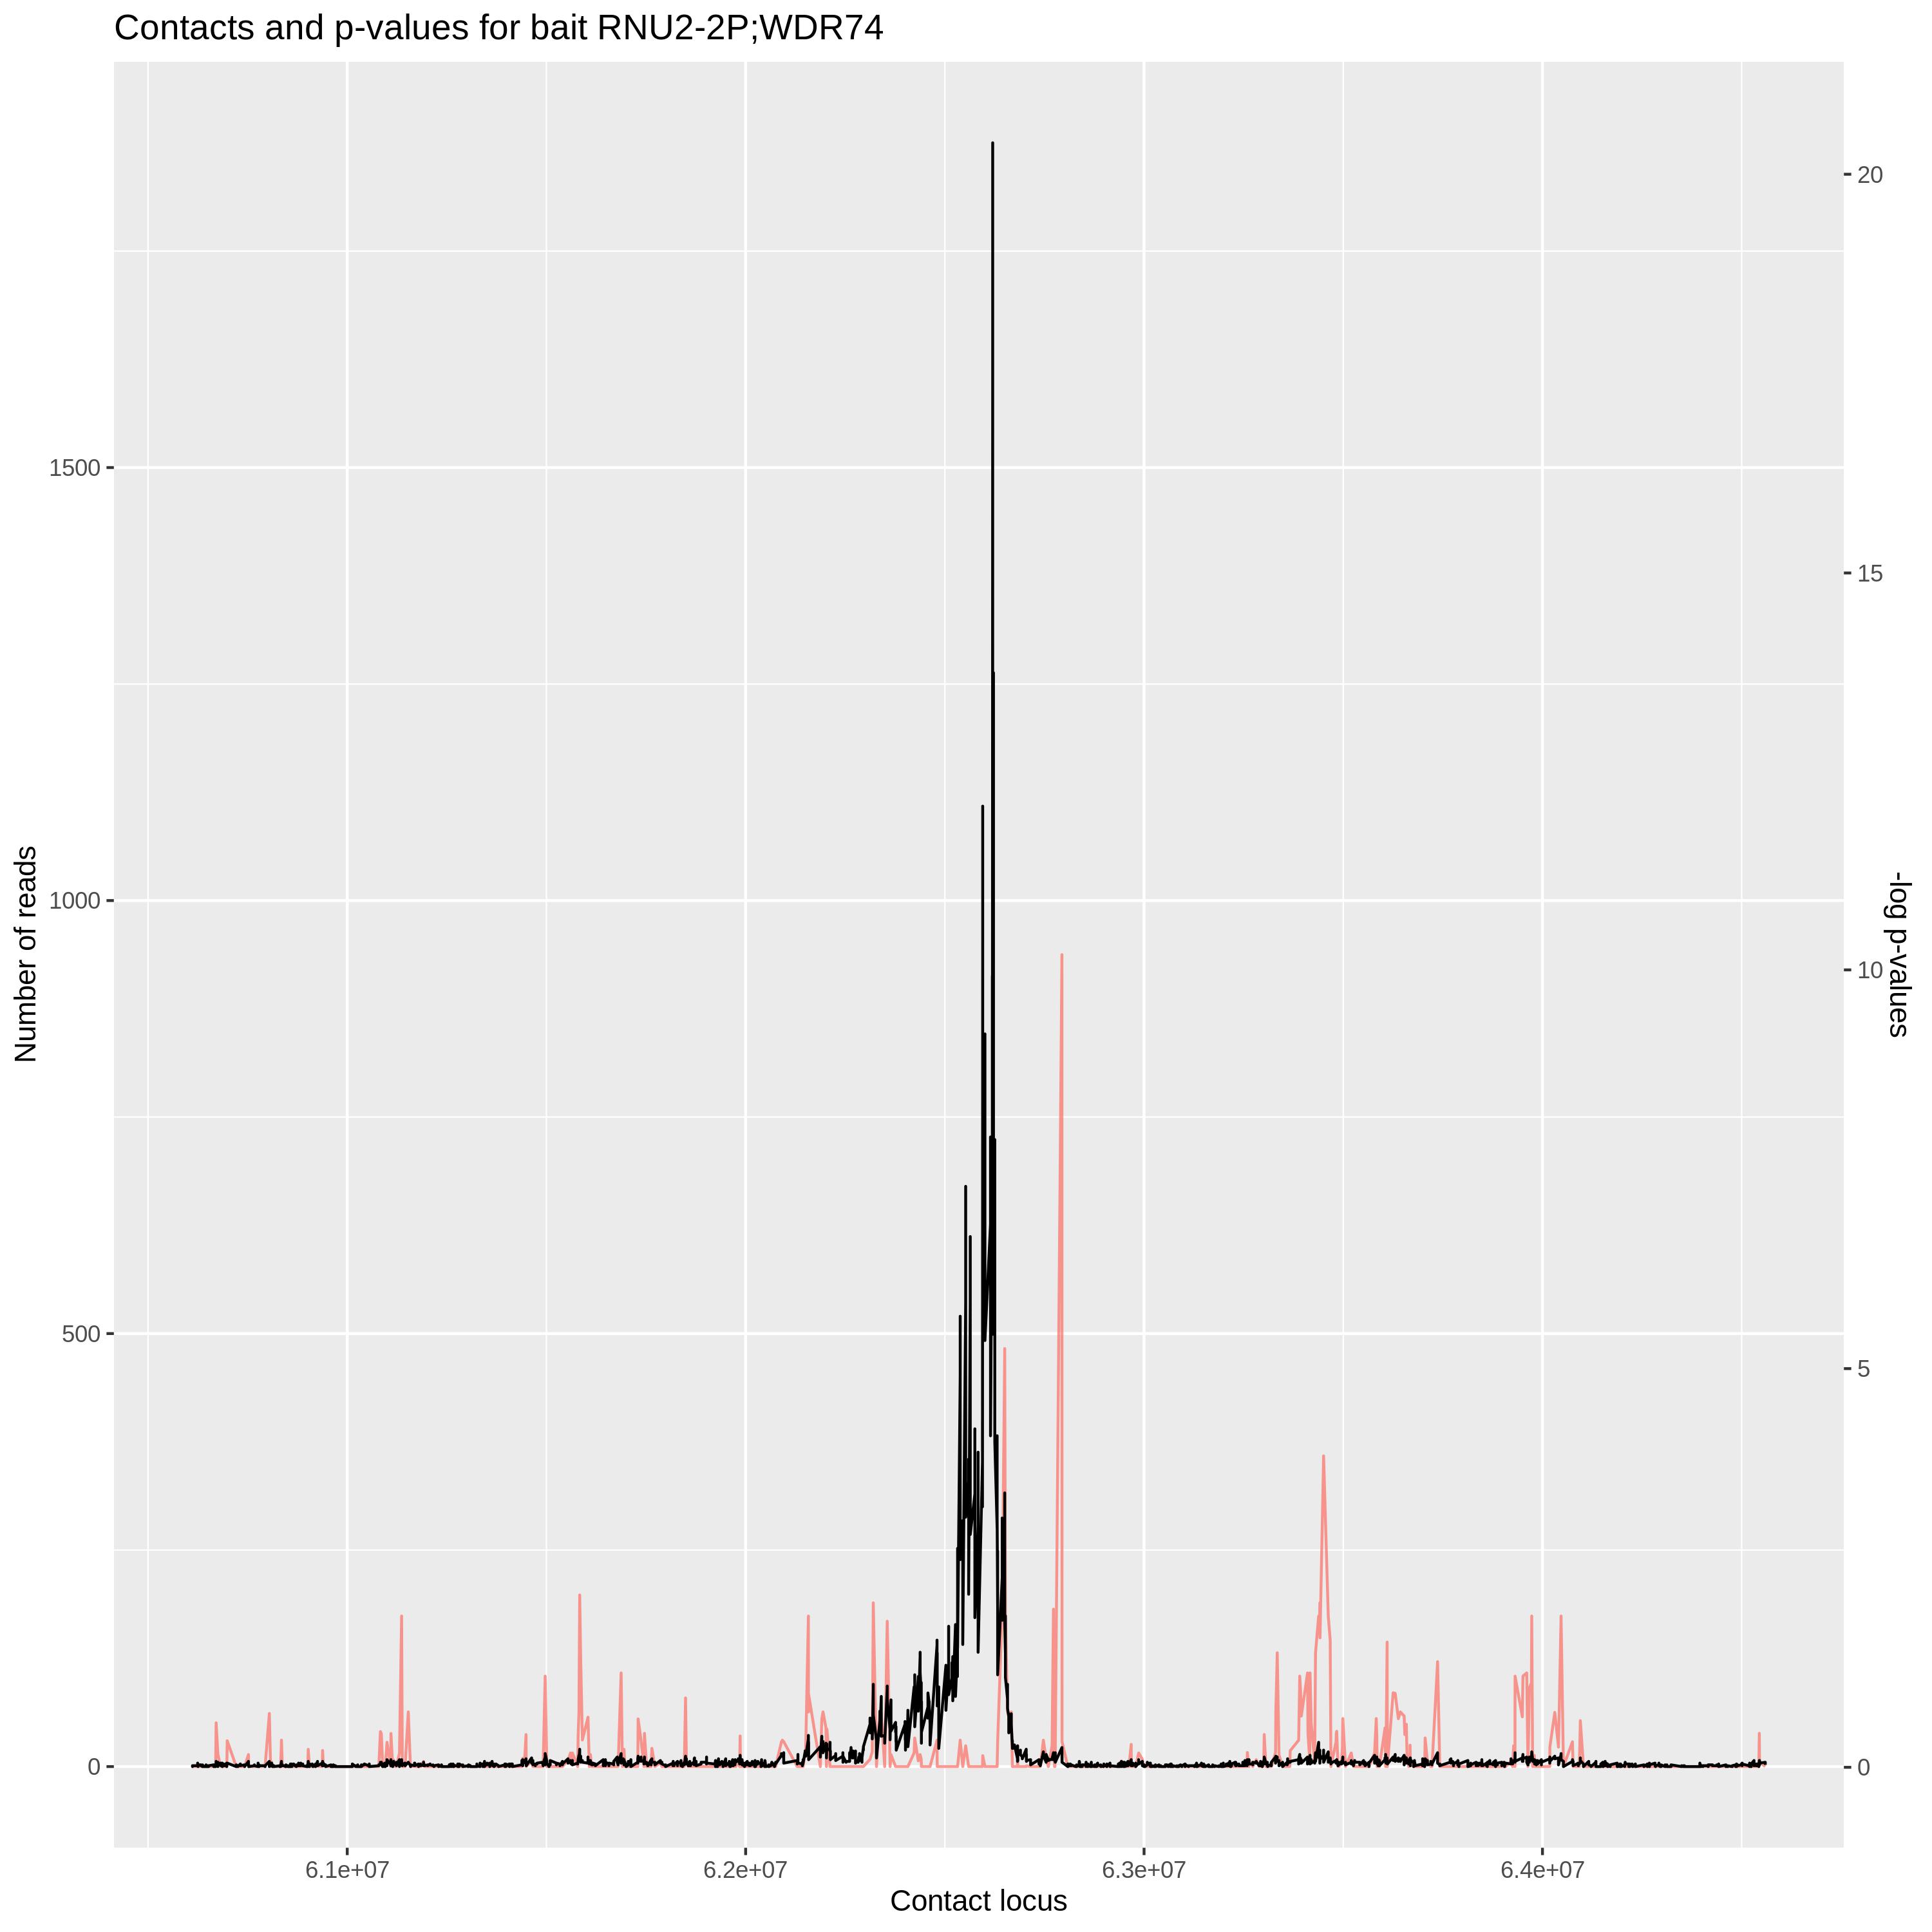 Contacts and p-values for bait RNU2-2P;WDR74
Number of reads
1500
1000
500
0
20
15
10
5
0
-log p-values
6.1e+07
6.2e+07
6.3e+07
6.4e+07
Contact locus